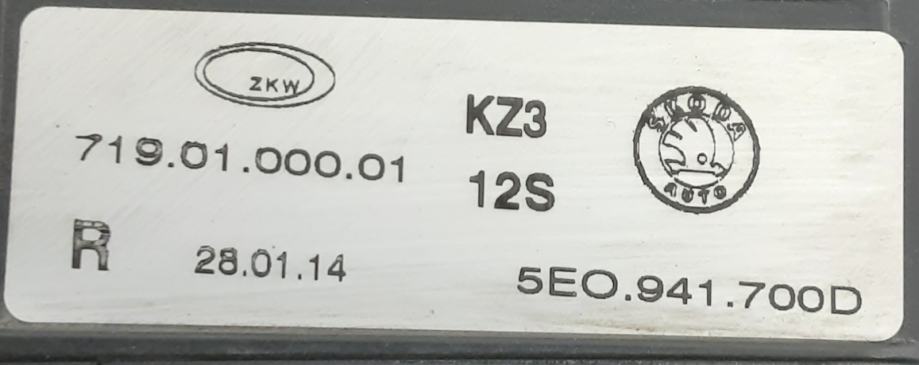 ZKW
KZ3
719.01.000.01
12S
SKODA
AUTO
R 28.01.14
5E0.941.700D